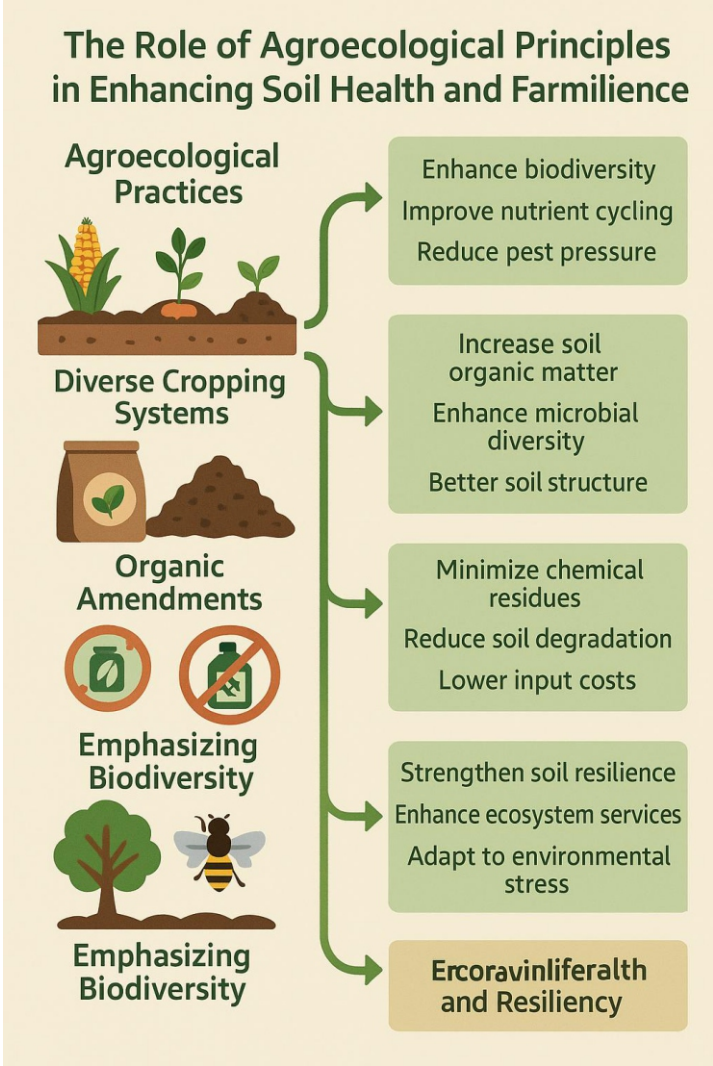 The Role of Agroecological Principles
in Enhancing Soil Health and Farmilience
Agroecological
Practices
Enhance biodiversity
Improve nutrient cycling
Reduce pest pressure
Diverse Cropping
Systems
Increase soil
organic matter
Enhance microbial
diversity
Better soil structure
Organic
Amendments
Minimize chemical
residues
Reduce soil degradation
Lower input costs
Emphasizing
Biodiversity
Strengthen soil resilience
Enhance ecosystem services
Adapt to environmental
stress
Emphasizing
Biodiversity
and Resiliency